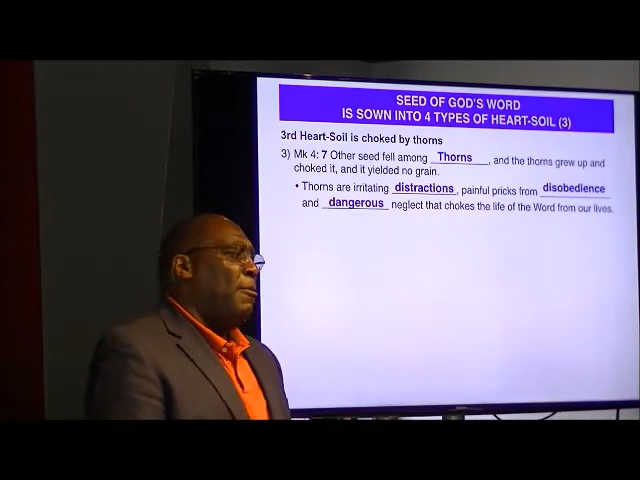 SEED OF GOD'S WORD
IS SOWN INTO 4 TYPES OF HEART-SOIL (3)
3rd Heart-Soil is choked by thorns
3) Mk 4: 7 Other seed fell among Thorns, and the thorns grew up and
choked it, and it yielded no grain.
• Thorns are irritating distractions, painful pricks from disobedience
and dangerous neglect that chokes the life of the Word from our lives.